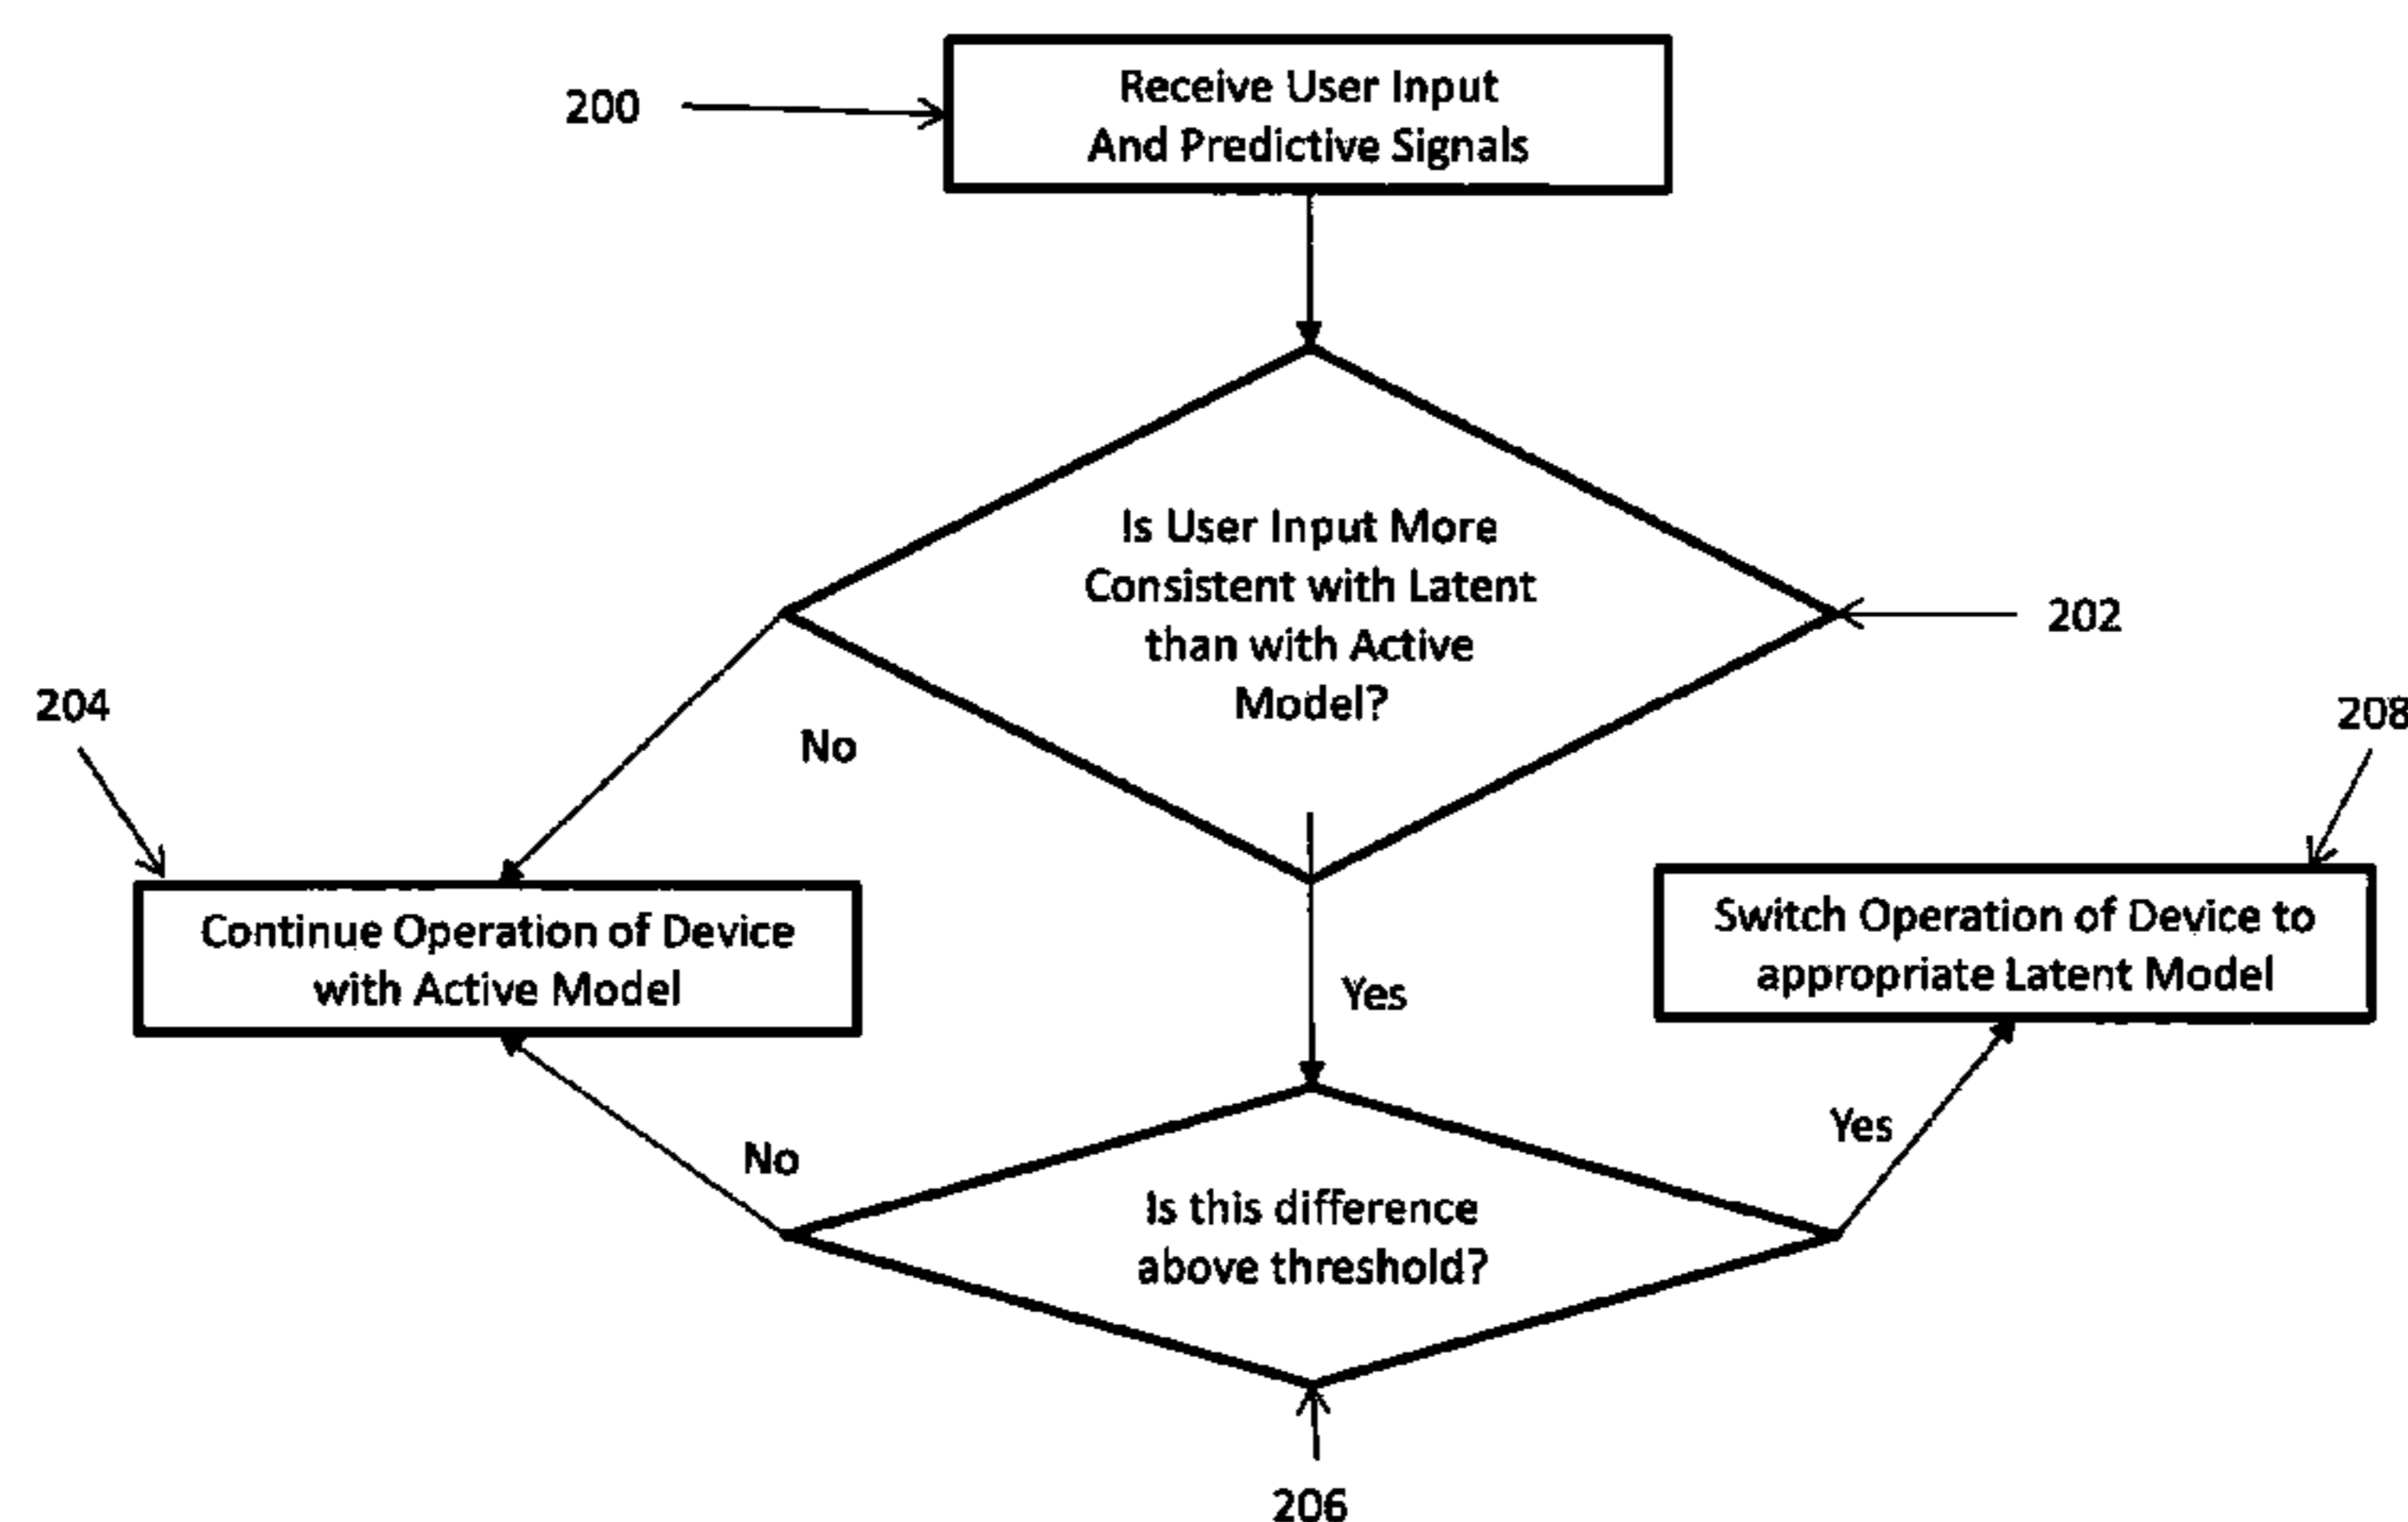 200
Receive User Input
And Predictive Signals
Is User Input More
Consistent with Latent
than with Active
Model?
202
204
208
No
Continue Operation of Device
with Active Model
Switch Operation of Device to
appropriate Latent Model
Yes
No
Yes
Is this difference
above threshold?
206